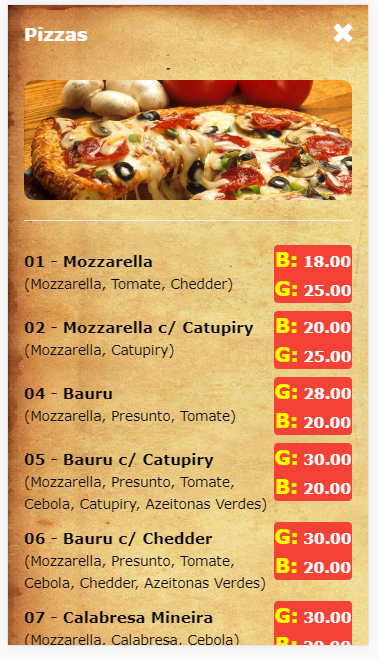 Pizzas
01 - Mozzarella
B: 18.00
(Mozzarella, Tomate, Chedder)
G: 25.00
02 - Mozzarella c/ Catupiry
B: 20.00
(Mozzarella, Catupiry)
G: 25.00
04 - Bauru
G: 28.00
(Mozzarella, Presunto, Tomate)
B: 20.00
05 - Bauru c/ Catupiry
G: 30.00
(Mozzarella, Presunto, Tomate,
B: 20.00
Cebola, Catupiry, Azeitonas Verdes)
06 - Bauru c/ Chedder
G: 30.00
(Mozzarella, Presunto, Tomate,
B: 20.00
Cebola, Chedder, Azeitonas Verdes)
07 - Calabresa Mineira
G: 30.00
(Mozzarella, Calabresa, Cebola)